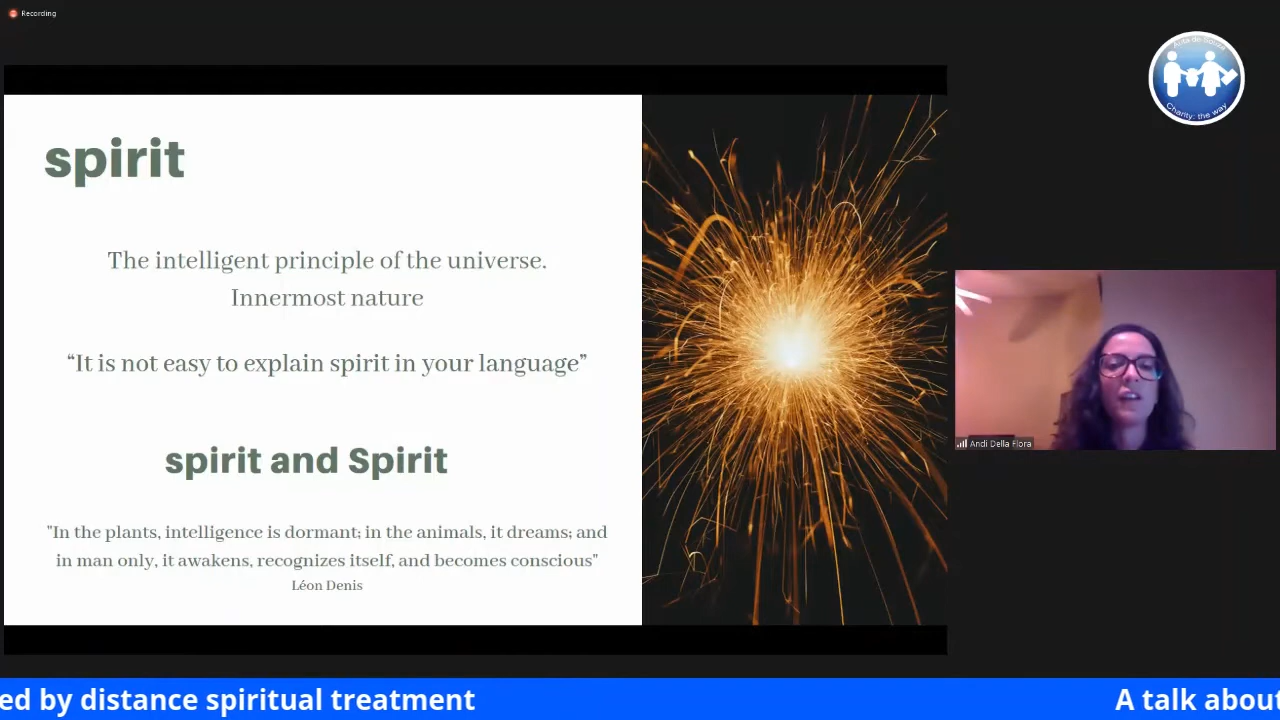 Recording
Charity: the way
spirit
The intelligent principle of the universe.
Innermost nature
“It is not easy to explain spirit in your language”
spirit and Spirit
"In the plants, intelligence is dormant; in the animals, it dreams; and
in man only, it awakens, recognizes itself, and becomes conscious"
Léon Denis
Andi Della Flora
ed by distance spiritual treatment
A talk about